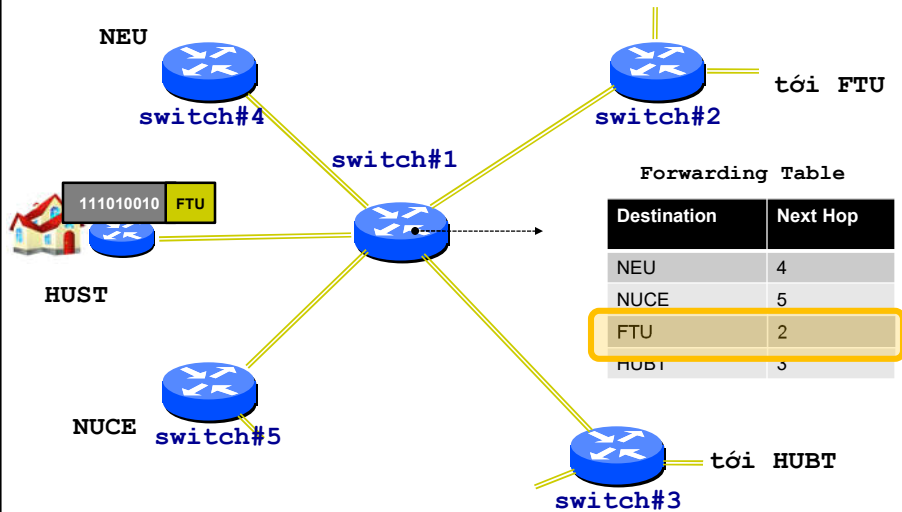 NEU
switch#4
switch#2
tới FTU
switch#1
Forwarding Table
Destination Next Hop
NEU 4
NUCE 5
FTU 2
HUBT 3
111010010 FTU
HUST
NUCE
switch#5
tới HUBT
switch#3